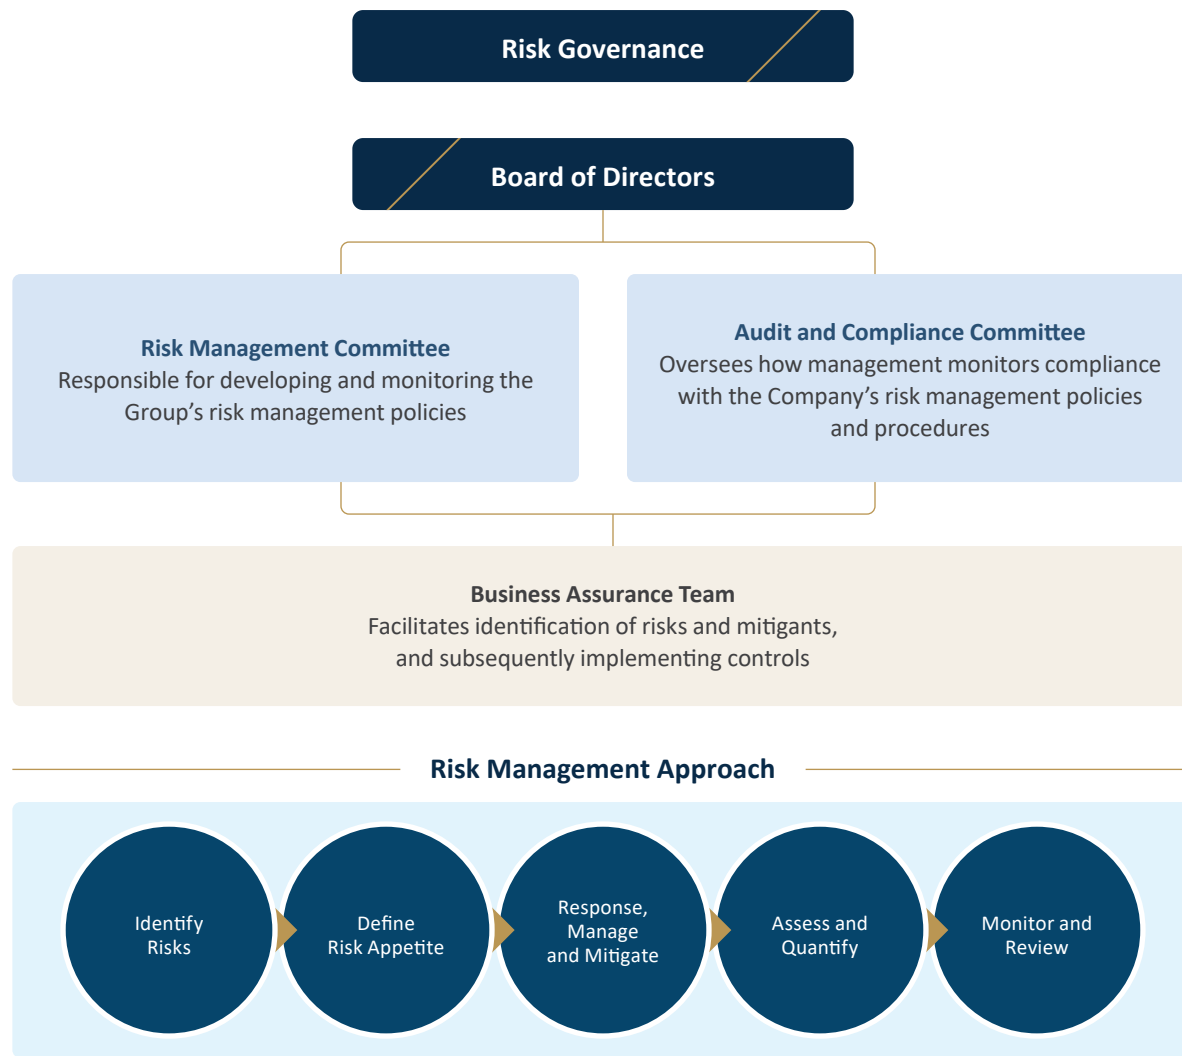 Risk Governance
Board of Directors
Risk Management Committee
Responsible for developing and monitoring the
Group’s risk management policies
Audit and Compliance Committee
Oversees how management monitors compliance
with the Company’s risk management policies
and procedures
Business Assurance Team
Facilitates identification of risks and mitigants,
and subsequently implementing controls
Risk Management Approach
Identify
Risks
Define
Risk Appetite
Response,
Manage
and Mitigate
Assess and
Quantify
Monitor and
Review